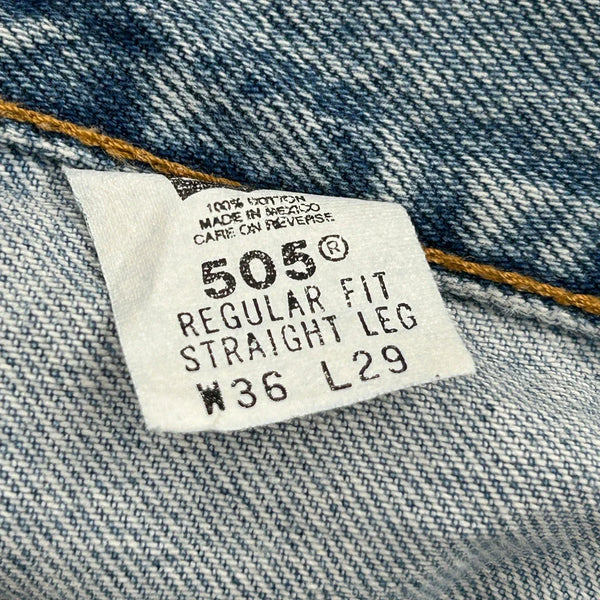 100% COTTON
MADE IN MEXICO
CARE ON REVERSE
505®
REGULAR FIT
STRAIGHT LEG
W36 L29